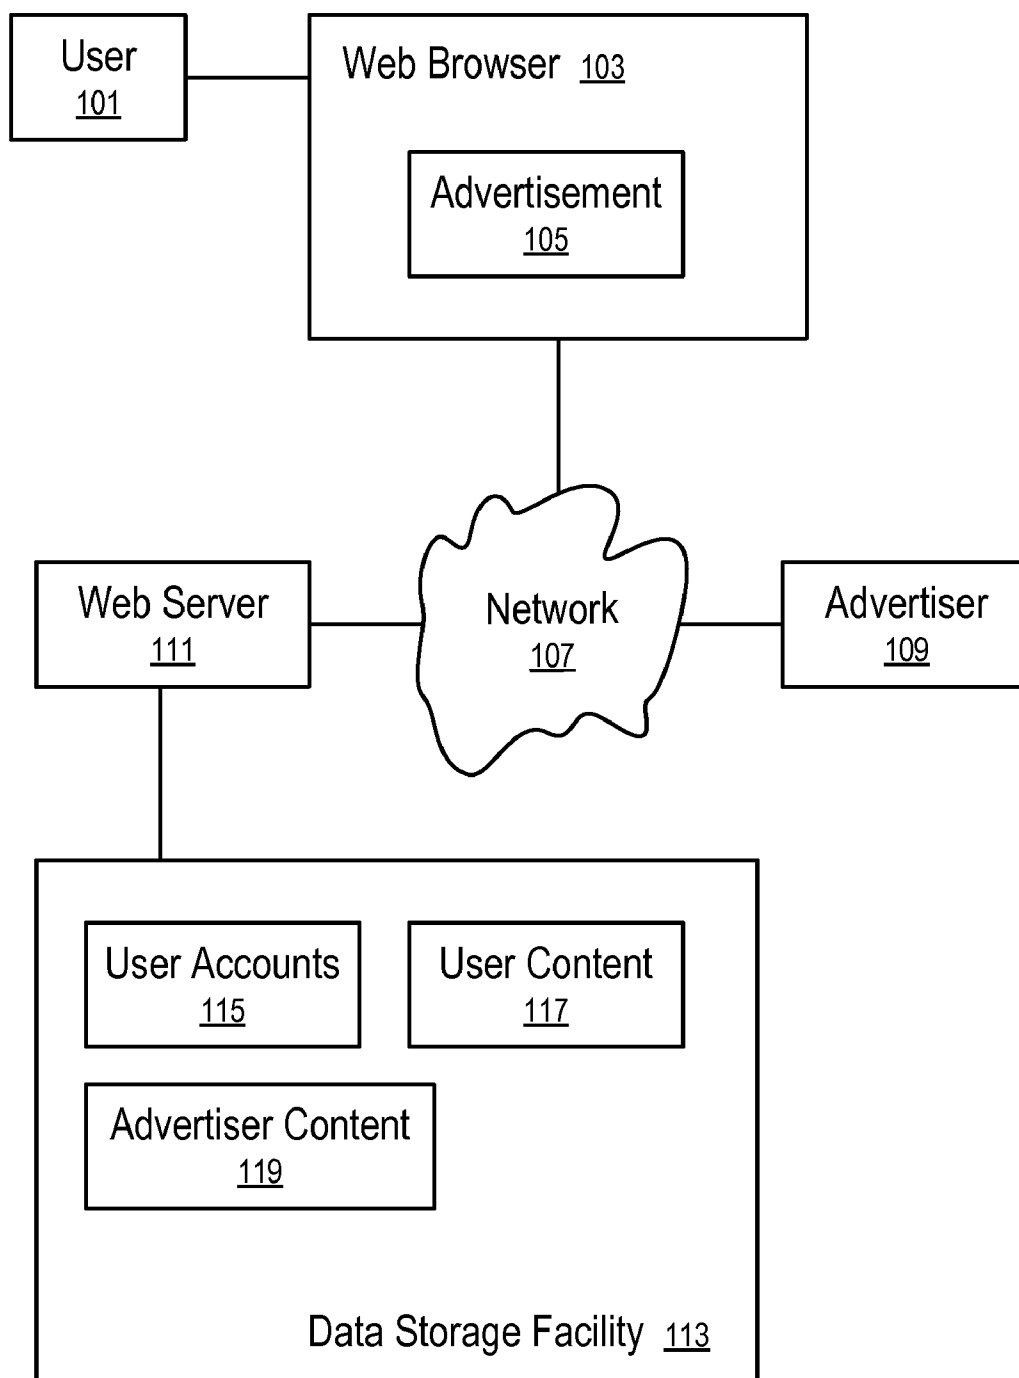 User
101
Web Browser 103
Advertisement
105
Network
107
Web Server
111
Advertiser
109
User Accounts
115
User Content
117
Advertiser Content
119
Data Storage Facility 113